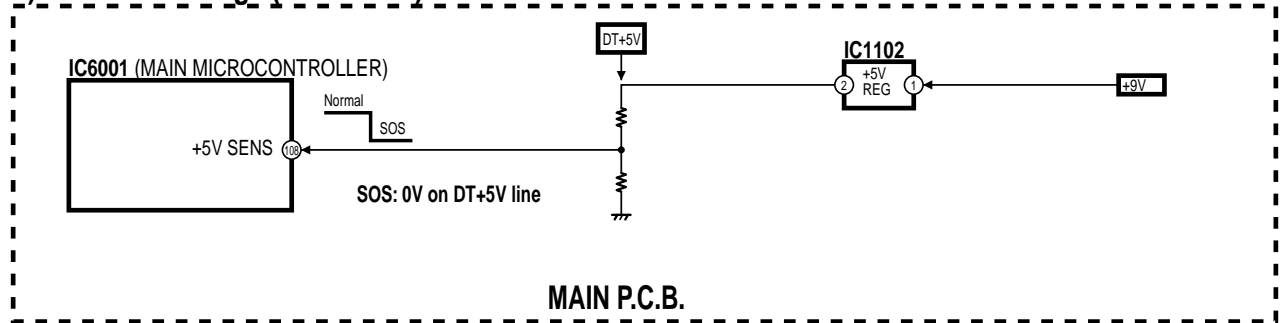 DT+5V
IC1102
IC6001 (MAIN MICROCONTROLLER)
+5V
REG
2
1
+9V
Normal
SOS
+5V SENS
108
SOS: 0V on DT+5V line
MAIN P.C.B.